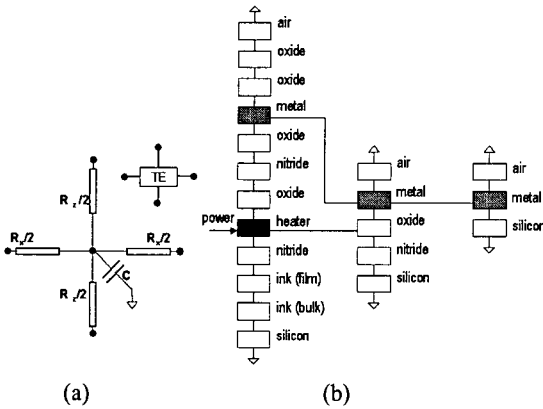 TE
R_z/2
R_x/2
R_x/2
C
R_z/2
(a)
air
oxide
oxide
metal
oxide
nitride
oxide
power
heater
nitride
ink (film)
ink (bulk)
silicon
air
metal
oxide
nitride
silicon
air
metal
silicon
(b)